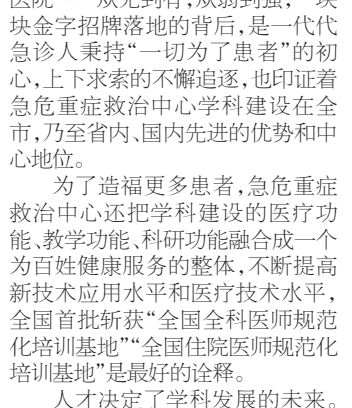 医院”……从无到有,从弱到强,一块
块金字招牌落地的背后,是一代代
急诊人秉持“一切为了患者”的初
心,上下求索的不懈追逐,也印证着
急危重症救治中心学科建设在全
市,乃至省内、国内先进的优势和中
心地位。
为了造福更多患者,急危重症
救治中心还把学科建设的医疗功
能、教学功能、科研功能融合成一个
为百姓健康服务的整体,不断提高
新技术应用水平和医疗技术水平,
全国首批斩获“全国全科医师规范
化培训基地”“全国住院医师规范化
培训基地”是最好的诠释。
人才决定了学科发展的未来。